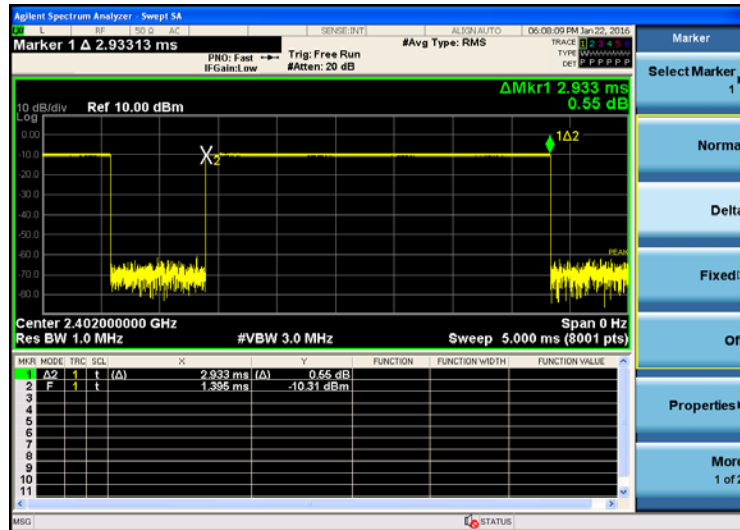 Agilent Spectrum Analyzer - Swept SA
L RF 50 Ω AC SENSE:INT ALIGN AUTO 06:08:09 PM Jan 22, 2016
Marker 1 Δ 2.93313 ms
PNO: Fast
IFGain:Low
Trig: Free Run
#Atten: 20 dB
#Avg Type: RMS
TRACE 1 2 3 4 5 6
TYPE W
DET P P P P P P
ΔMkr1 2.933 ms
0.55 dB
10 dB/div Ref 10.00 dBm
Log
0.00
-10.0
-20.0
-30.0
-40.0
-50.0
-60.0
-70.0
-80.0
X2
1Δ2
PEAK
Center 2.402000000 GHz Span 0 Hz
Res BW 1.0 MHz #VBW 3.0 MHz Sweep 5.000 ms (8001 pts)
MKR MODE TRC SCL X Y FUNCTION FUNCTION WIDTH FUNCTION VALUE
1 Δ2 1 t (Δ) 2.933 ms (Δ) 0.55 dB
2 F 1 t 1.395 ms -10.31 dBm
3
4
5
6
7
8
9
10
11
MSG STATUS
Marker
Select Marker
1
Norma
Delta
Fixed
Of
Properties
More
1 of 2